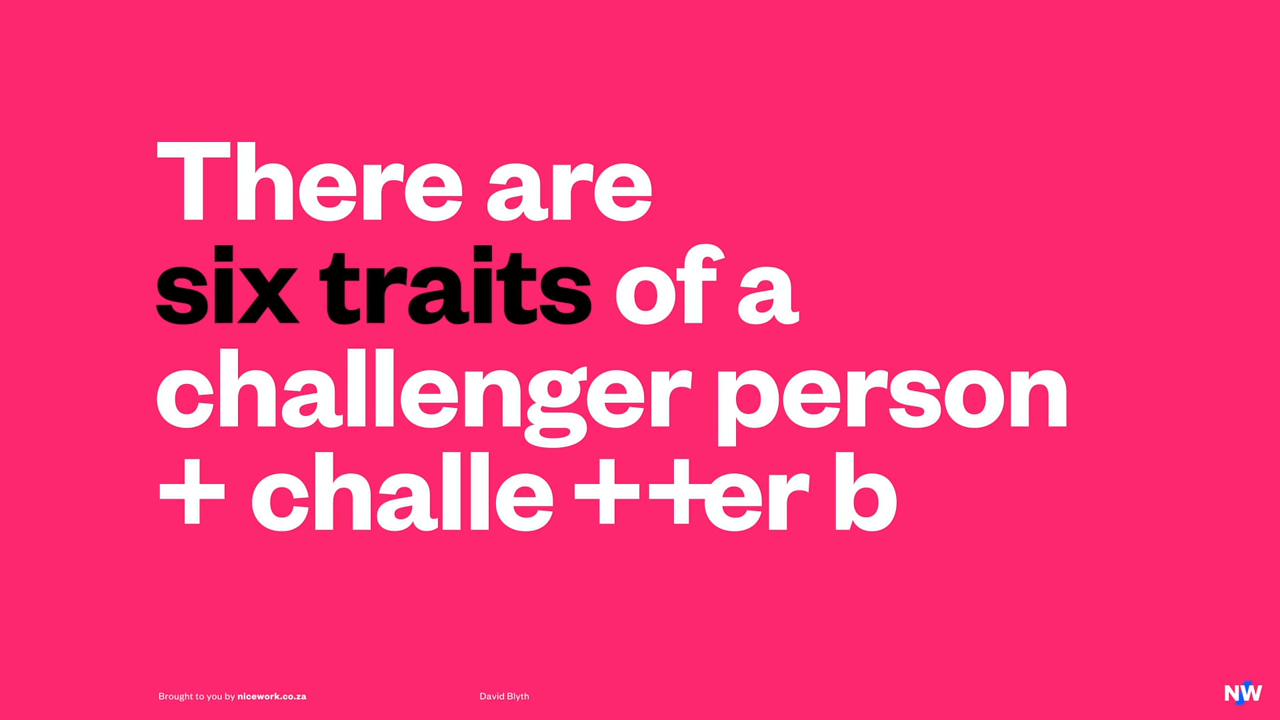 There are
six traits of a
challenger person
+ challe ++er b
Brought to you by nicework.co.za
David Blyth
NW